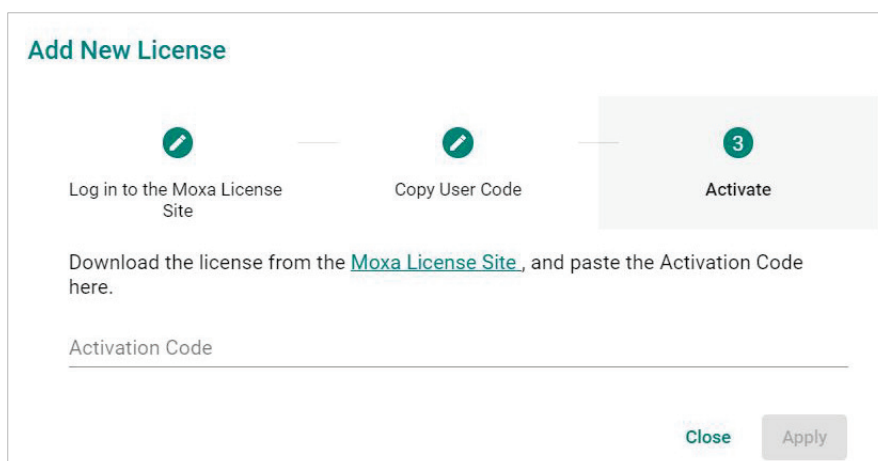 Add New License
3
Log in to the Moxa License
Site
Copy User Code
Activate
Download the license from the Moxa License Site , and paste the Activation Code
here.
Activation Code
Close
Apply